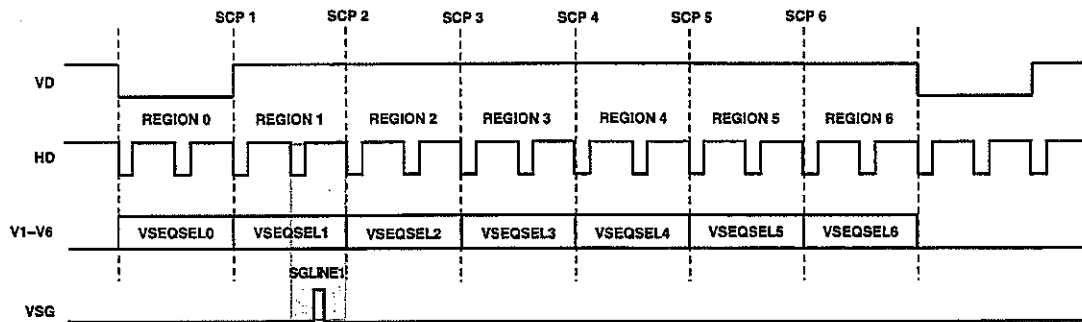 SCP 1 SCP 2 SCP 3 SCP 4 SCP 5 SCP 6
VD
REGION 0 REGION 1 REGION 2 REGION 3 REGION 4 REGION 5 REGION 6
HD
V1–V6 VSEQSEL0 VSEQSEL1 VSEQSEL2 VSEQSEL3 VSEQSEL4 VSEQSEL5 VSEQSEL6
SGLINE1
VSG